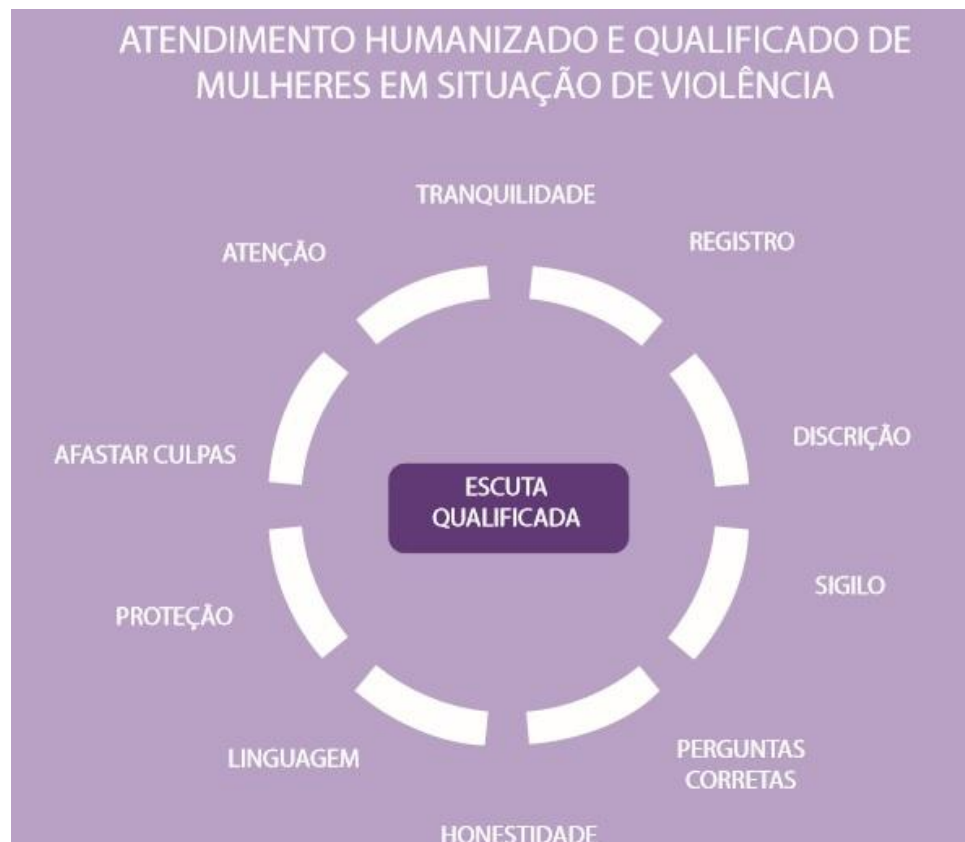 ATENDIMENTO HUMANIZADO E QUALIFICADO DE
MULHERES EM SITUAÇÃO DE VIOLÊNCIA
TRANQUILIDADE
ATENÇÃO
REGISTRO
AFASTAR CULPAS
DISCRIÇÃO
ESCUTA
QUALIFICADA
PROTEÇÃO
SIGILO
LINGUAGEM
PERGUNTAS
CORRETAS
HONESTIDADE